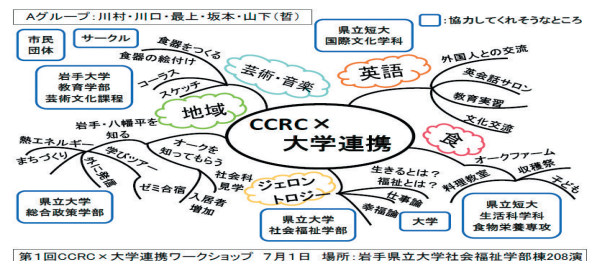 Aグループ：川村・川口・最上・坂本・山下(哲)
：協力してくれそうなところ
市民
団体
サークル
岩手大学
教育学部
芸術文化課程
食器をつくる
食器の絵付け
コーラス
スケッチ
芸術・音楽
県立短大
国際文化学科
英語
外国人との交流
英会話サロン
教育実習
文化交流
地域
岩手・八幡平を
知る
熱エネルギー
まちづくり
外に発信
学びツアー
ゼミ合宿
オークを
知ってもらう
社会科
見学
入居者
増加
県立大学
総合政策学部
CCRC×
大学連携
食
オークファーム
収穫祭
子ども
料理教室
県立短大
生活科学科
食物栄養専攻
ジェロン
トロジー
生きるとは？
福祉とは？
仕事論
幸福論
県立大学
社会福祉学部
大学
第1回CCRC×大学連携ワークショップ　7月1日　場所：岩手県立大学社会福祉学部棟208演